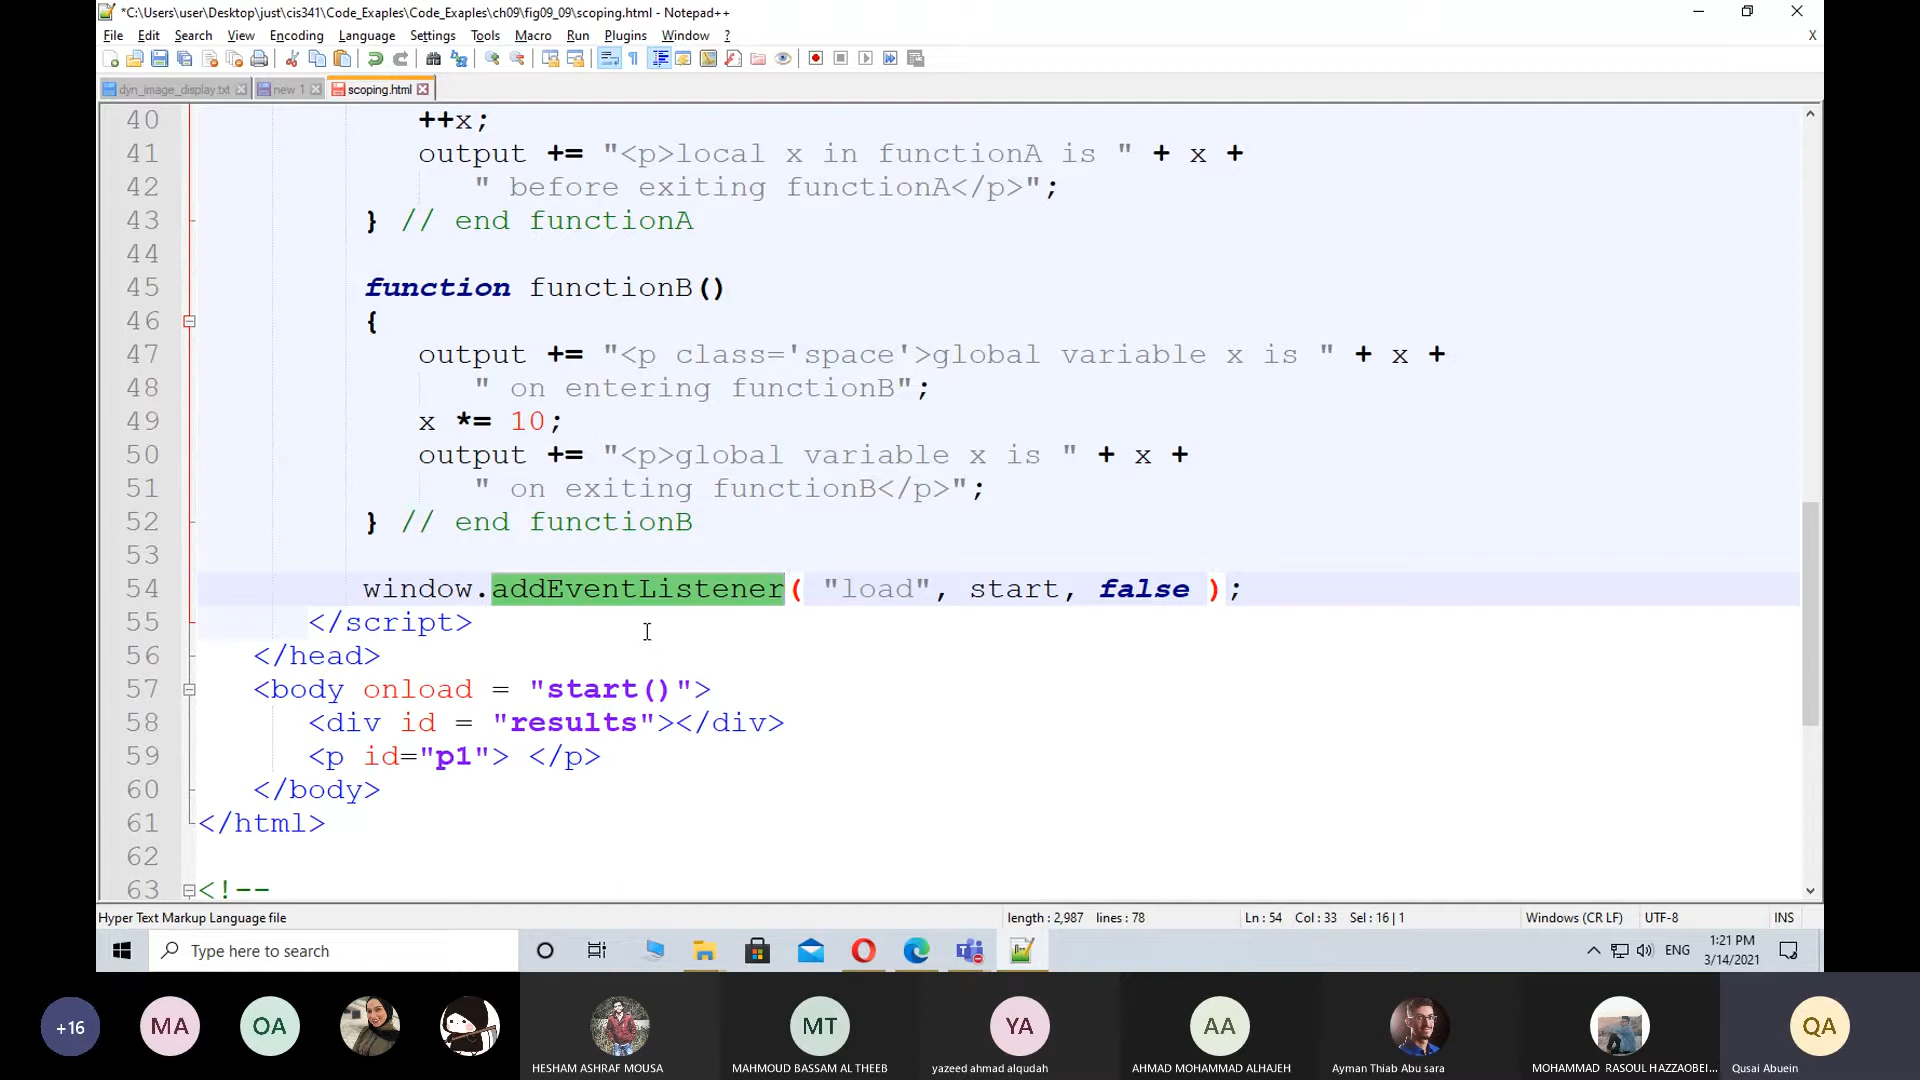 *C:\Users\user\Desktop\just\cis341\Code_Exaples\Code_Exaples\ch09\fig09_09\scoping.html - Notepad++
File Edit Search View Encoding Language Settings Tools Macro Run Plugins Window ? X
dyn_image_display.txt new 1 scoping.html
40 ++x;
41 output += "<p>local x in functionA is " + x +
42 " before exiting functionA</p>";
43 } // end functionA
44
45 function functionB()
46 {
47 output += "<p class='space'>global variable x is " + x +
48 " on entering functionB";
49 x *= 10;
50 output += "<p>global variable x is " + x +
51 " on exiting functionB</p>";
52 } // end functionB
53
54 window.addEventListener( "load", start, false );
55 </script>
56 </head>
57 <body onload = "start()">
58 <div id = "results"></div>
59 <p id="p1"> </p>
60 </body>
61 </html>
62
63 <!--
Hyper Text Markup Language file length : 2,987 lines : 78 Ln : 54 Col : 33 Sel : 16 | 1 Windows (CR LF) UTF-8 INS
Type here to search ENG 1:21 PM
3/14/2021
+16 MA OA MT YA AA QA
HESHAM ASHRAF MOUSA MAHMOUD BASSAM AL THEEB yazeed ahmad alqudah AHMAD MOHAMMAD ALHAJEH Ayman Thiab Abu sara MOHAMMAD RASOUL HAZZAOBEI... Qusai Abuein